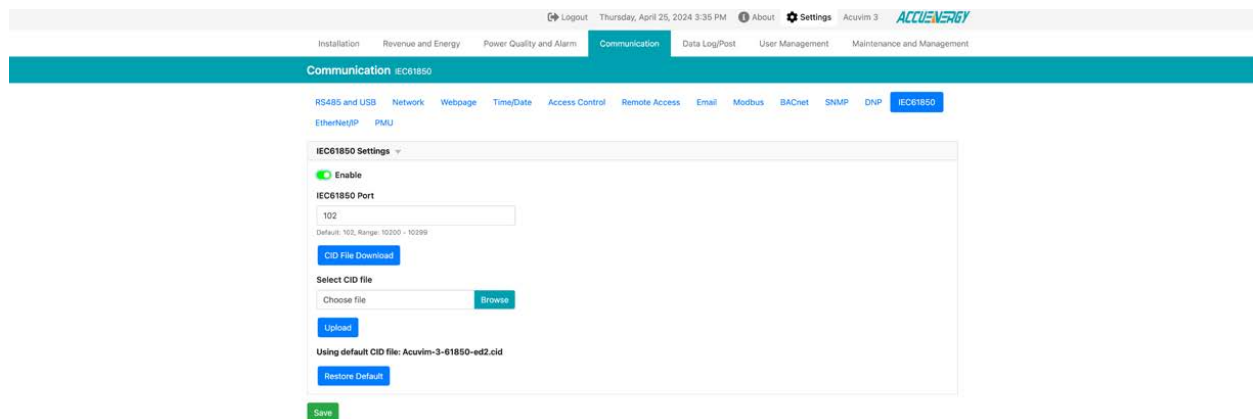 Logout Thursday, April 25, 2024 3:35 PM About Settings Acuvim 3 ACCUENERGY
Installation Revenue and Energy Power Quality and Alarm Communication Data Log/Post User Management Maintenance and Management
Communication IEC61850
RS485 and USB Network Webpage Time/Date Access Control Remote Access Email Modbus BACnet SNMP DNP IEC61850
EtherNet/IP PMU
IEC61850 Settings
Enable
IEC61850 Port
102
Default: 102, Range: 10200 - 10299
CID File Download
Select CID file
Choose file Browse
Upload
Using default CID file: Acuvim-3-61850-ed2.cid
Restore Default
Save